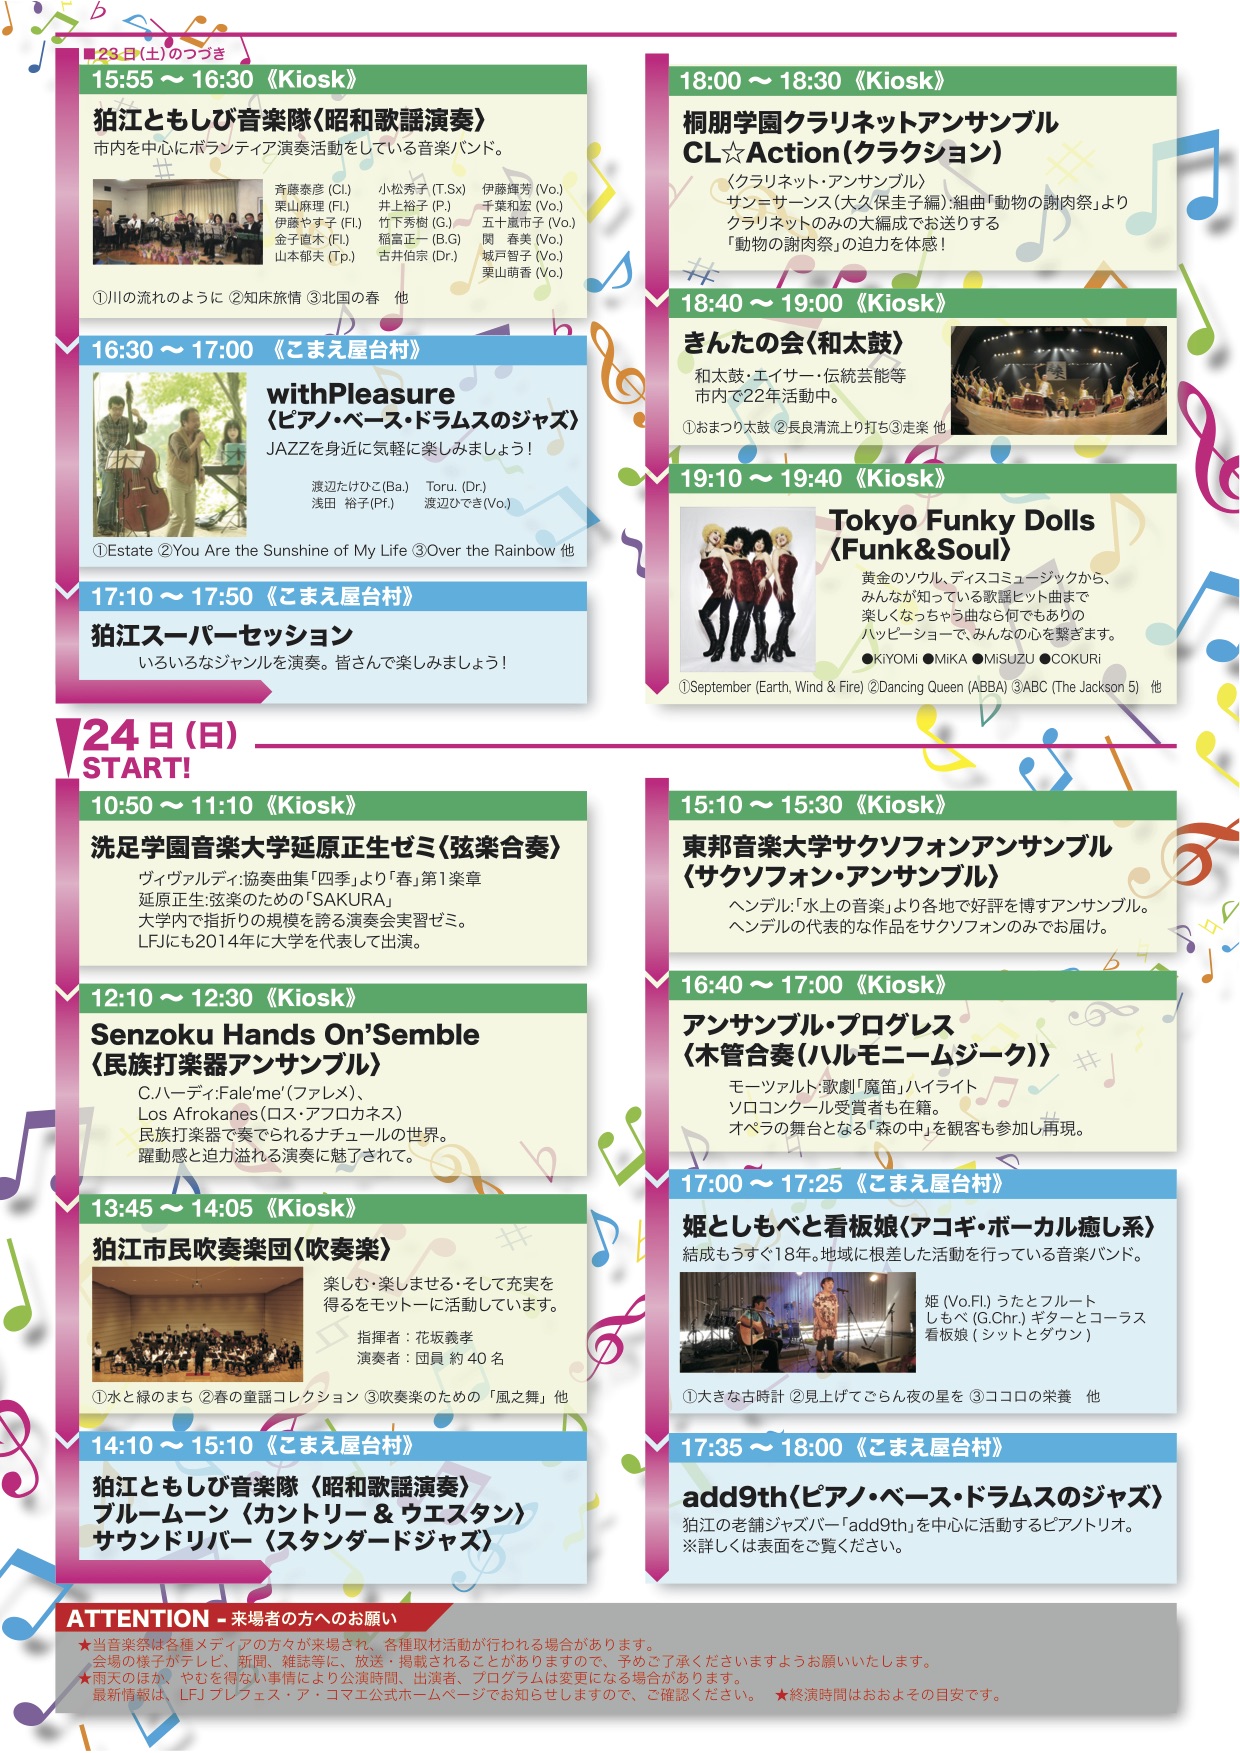 ■23日(土)のつづき
15:55 〜 16:30《Kiosk》
狛江ともしび音楽隊〈昭和歌謡演奏〉
市内を中心にボランティア演奏活動をしている音楽バンド。
斉藤泰彦 (Cl.) 小松秀子 (T.Sx) 伊藤輝芳 (Vo.)
栗山麻理 (Fl.) 井上裕子 (P.) 千葉和宏 (Vo.)
伊藤やす子 (Fl.) 竹下秀樹 (G.) 五十嵐市子 (Vo.)
金子直木 (Fl.) 稲富正一 (B.G) 関 春美 (Vo.)
山本郁夫 (Tp.) 古井伯宗 (Dr.) 城戸智子 (Vo.)
栗山萌香 (Vo.)
①川の流れのように ②知床旅情 ③北国の春 他
16:30 〜 17:00 《こまえ屋台村》
withPleasure
〈ピアノ・ベース・ドラムスのジャズ〉
JAZZを身近に気軽に楽しみましょう！
渡辺たけひこ(Ba.) Toru. (Dr.)
浅田 裕子(Pf.) 渡辺ひでき(Vo.)
①Estate ②You Are the Sunshine of My Life ③Over the Rainbow 他
17:10 〜 17:50 《こまえ屋台村》
狛江スーパーセッション
いろいろなジャンルを演奏。皆さんで楽しみましょう！
18:00 〜 18:30《Kiosk》
桐朋学園クラリネットアンサンブル
CL☆Action（クラクション）
〈クラリネット・アンサンブル〉
サン＝サーンス（大久保圭子編）：組曲「動物の謝肉祭」より
クラリネットのみの大編成でお送りする
「動物の謝肉祭」の迫力を体感！
18:40 〜 19:00《Kiosk》
きんたの会〈和太鼓〉
和太鼓・エイサー・伝統芸能等
市内で22年活動中。
①おまつり太鼓 ②長良清流上り打ち③走楽 他
19:10 〜 19:40《Kiosk》
Tokyo Funky Dolls
〈Funk&Soul〉
黄金のソウル、ディスコミュージックから、
みんなが知っている歌謡ヒット曲まで
楽しくなっちゃう曲なら何でもありの
ハッピーショーで、みんなの心を繋ぎます。
●KiYOMi ●MiKA ●MiSUZU ●COKURi
①September (Earth, Wind & Fire) ②Dancing Queen (ABBA) ③ABC (The Jackson 5) 他
24日（日）
START!
10:50 〜 11:10《Kiosk》
洗足学園音楽大学延原正生ゼミ〈弦楽合奏〉
ヴィヴァルディ：協奏曲集「四季」より「春」第1楽章
延原正生：弦楽のための「SAKURA」
大学内で指折りの規模を誇る演奏会実習ゼミ。
LFJにも2014年に大学を代表して出演。
12:10 〜 12:30《Kiosk》
Senzoku Hands On'Semble
〈民族打楽器アンサンブル〉
C.ハーディ：Fale'me'（ファレメ）、
Los Afrokanes（ロス・アフロカネス）
民族打楽器で奏でられるナチュールの世界。
躍動感と迫力溢れる演奏に魅了されて。
13:45 〜 14:05《Kiosk》
狛江市民吹奏楽団〈吹奏楽〉
楽しむ・楽しませる・そして充実を
得るをモットーに活動しています。
指揮者：花坂義孝
演奏者：団員 約40名
①水と緑のまち ②春の童謡コレクション ③吹奏楽のための「風之舞」他
14:10 〜 15:10《こまえ屋台村》
狛江ともしび音楽隊〈昭和歌謡演奏〉
ブルームーン〈カントリー & ウエスタン〉
サウンドリバー〈スタンダードジャズ〉
15:10 〜 15:30《Kiosk》
東邦音楽大学サクソフォンアンサンブル
〈サクソフォン・アンサンブル〉
ヘンデル：「水上の音楽」より各地で好評を博すアンサンブル。
ヘンデルの代表的な作品をサクソフォンのみでお届け。
16:40 〜 17:00《Kiosk》
アンサンブル・プログレス
〈木管合奏（ハルモニームジーク）〉
モーツァルト：歌劇「魔笛」ハイライト
ソロコンクール受賞者も在籍。
オペラの舞台となる「森の中」を観客も参加し再現。
17:00 〜 17:25《こまえ屋台村》
姫としもべと看板娘〈アコギ・ボーカル癒し系〉
結成もうすぐ18年。地域に根差した活動を行っている音楽バンド。
姫 (Vo.Fl.) うたとフルート
しもべ (G.Chr.) ギターとコーラス
看板娘 ( シットとダウン )
①大きな古時計 ②見上げてごらん夜の星を ③ココロの栄養 他
17:35 〜 18:00《こまえ屋台村》
add9th〈ピアノ・ベース・ドラムスのジャズ〉
狛江の老舗ジャズバー「add9th」を中心に活動するピアノトリオ。
※詳しくは表面をご覧ください。
ATTENTION - 来場者の方へのお願い
★当音楽祭は各種メディアの方々が来場され、各種取材活動が行われる場合があります。
会場の様子がテレビ、新聞、雑誌等に、放送・掲載されることがありますので、予めご了承くださいますようお願いいたします。
★雨天のほか、やむを得ない事情により公演時間、出演者、プログラムは変更になる場合があります。
最新情報は、LFJ プレフェス・ア・コマエ公式ホームページでお知らせしますので、ご確認ください。 ★終演時間はおおよその目安です。